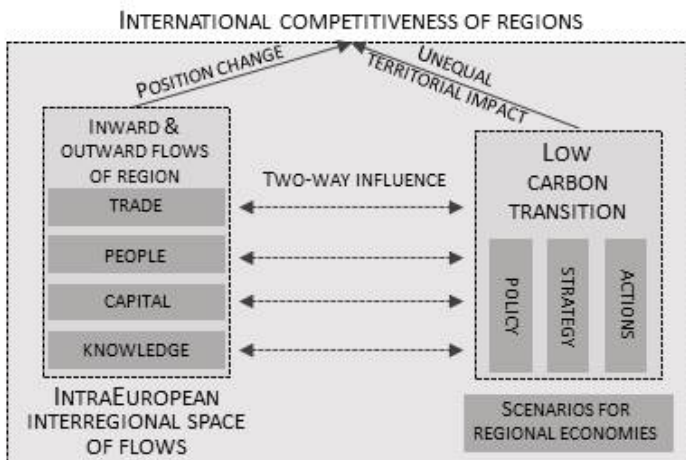 INTERNATIONAL COMPETITIVENESS OF REGIONS
POSITION CHANGE
UNEQUAL
TERRITORIAL IMPACT
INWARD &
OUTWARD FLOWS
OF REGION
TRADE
PEOPLE
CAPITAL
KNOWLEDGE
INTRAEUROPEAN
INTERREGIONAL SPACE
OF FLOWS
TWO-WAY INFLUENCE
LOW
CARBON
TRANSITION
POLICY
STRATEGY
ACTIONS
SCENARIOS FOR
REGIONAL ECONOMIES